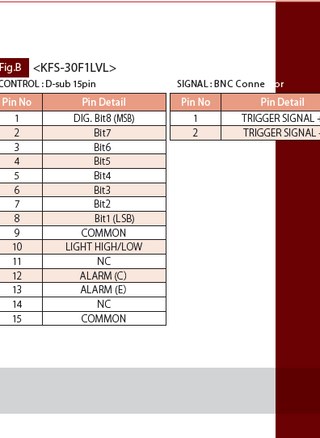 Fig.B <KFS-30F1LVL>
CONTROL : D-sub 15pin
Pin No Pin Detail
1 DIG. Bit8 (MSB)
2 Bit7
3 Bit6
4 Bit5
5 Bit4
6 Bit3
7 Bit2
8 Bit1 (LSB)
9 COMMON
10 LIGHT HIGH/LOW
11 NC
12 ALARM (C)
13 ALARM (E)
14 NC
15 COMMON
SIGNAL : BNC Conne or
Pin No Pin Detail
1 TRIGGER SIGNAL
2 TRIGGER SIGNAL